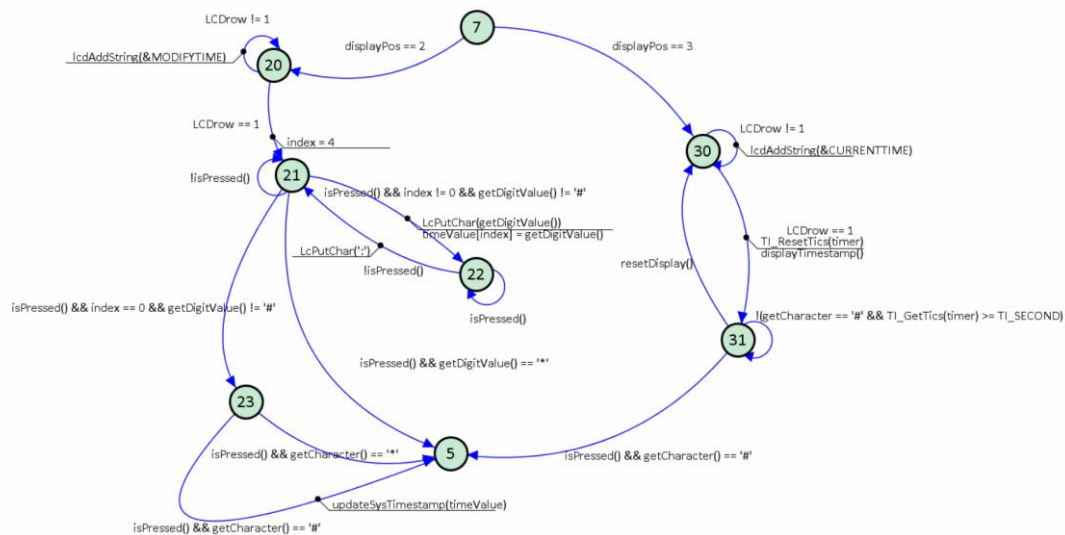 LCDrow != 1
7
displayPos == 2
displayPos == 3
lcdAddString(&MODIFYTIME)
20
LCDrow == 1
index = 4
LCDrow != 1
30
lcdAddString(&CURRENTTIME)
!isPressed()
21
isPressed() && index != 0 && getDigitValue() != '#'
LcPutChar(getDigitValue())
timeValue[index] = getDigitValue()
LcPutChar(':')
!isPressed()
22
isPressed()
LCDrow == 1
TI_ResetTics(timer)
displayTimestamp()
resetDisplay()
isPressed() && index == 0 && getDigitValue() != '#'
!(getCharacter == '#' && TI_GetTics(timer) >= TI_SECOND)
31
isPressed() && getDigitValue() == '*'
23
isPressed() && getCharacter() == '*'
5
isPressed() && getCharacter() == '#'
updateSysTimestamp(timeValue)
isPressed() && getCharacter() == '#'